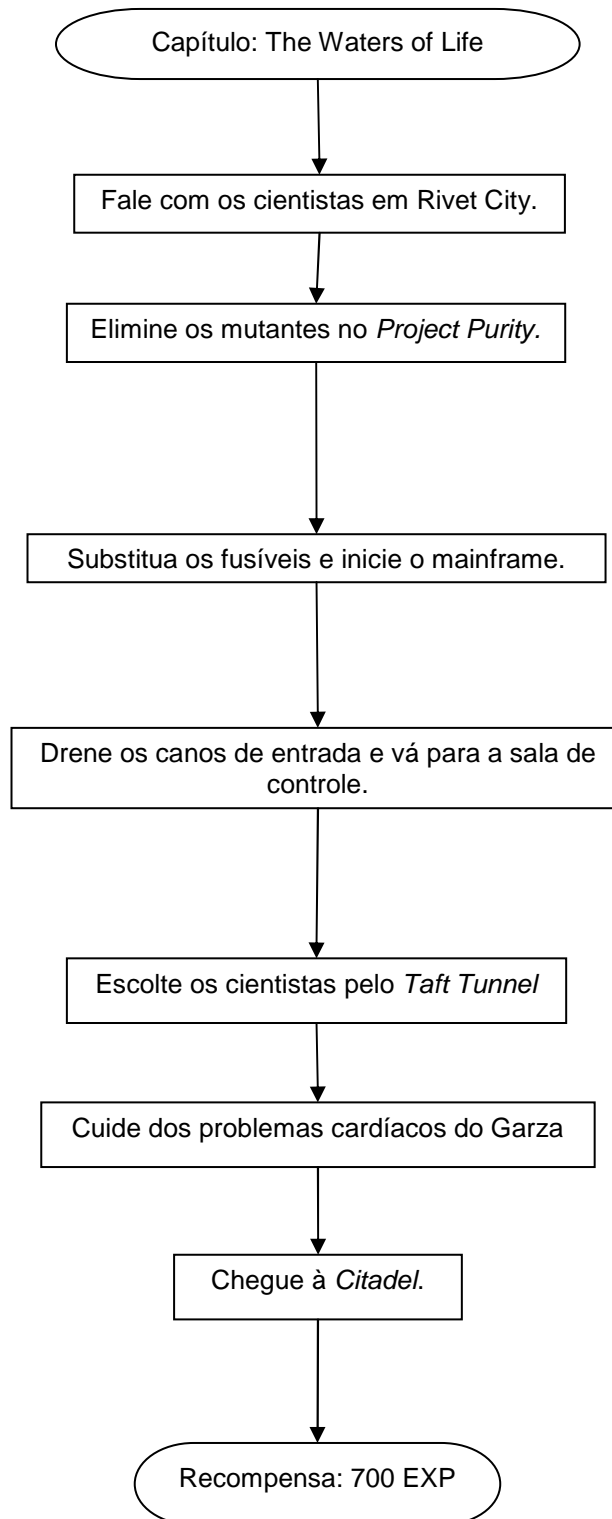 Capítulo: The Waters of Life
Fale com os cientistas em Rivet City.
Elimine os mutantes no Project Purity.
Substitua os fusíveis e inicie o mainframe.
Drene os canos de entrada e vá para a sala de
controle.
Escolte os cientistas pelo Taft Tunnel
Cuide dos problemas cardíacos do Garza
Chegue à Citadel.
Recompensa: 700 EXP